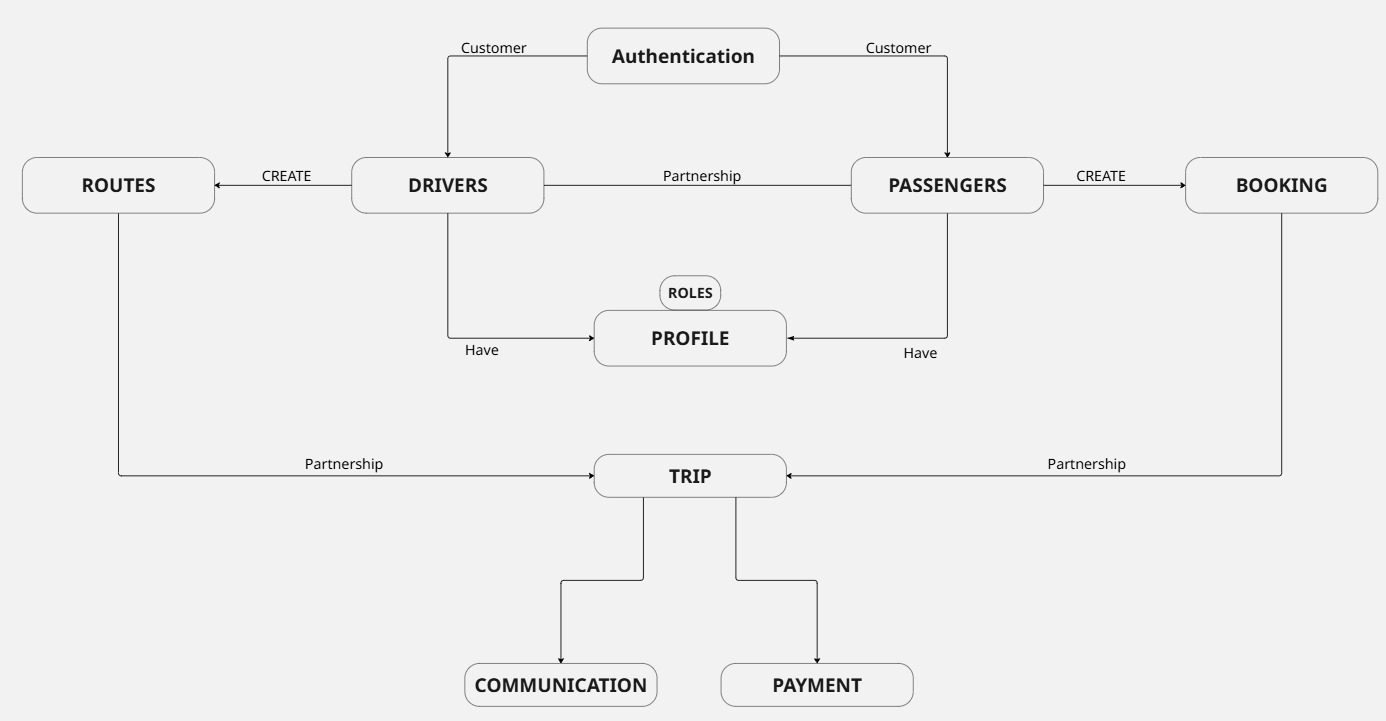 Customer
Authentication
Customer
ROUTES
CREATE
DRIVERS
Partnership
PASSENGERS
CREATE
BOOKING
ROLES
PROFILE
Have
Have
Partnership
TRIP
Partnership
COMMUNICATION
PAYMENT